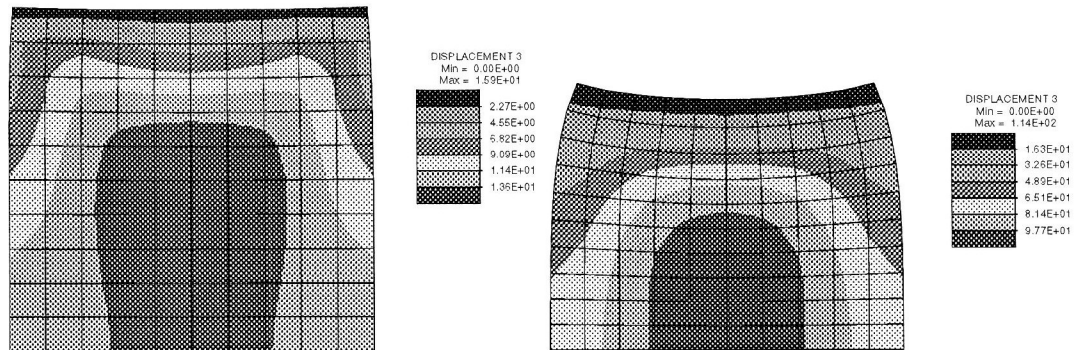 DISPLACEMENT 3
Min = 0.00E+00
Max = 1.59E+01
2.27E+00
4.55E+00
6.82E+00
9.09E+00
1.14E+01
1.36E+01
DISPLACEMENT 3
Min = 0.00E+00
Max = 1.14E+02
1.63E+01
3.26E+01
4.89E+01
6.51E+01
8.14E+01
9.77E+01